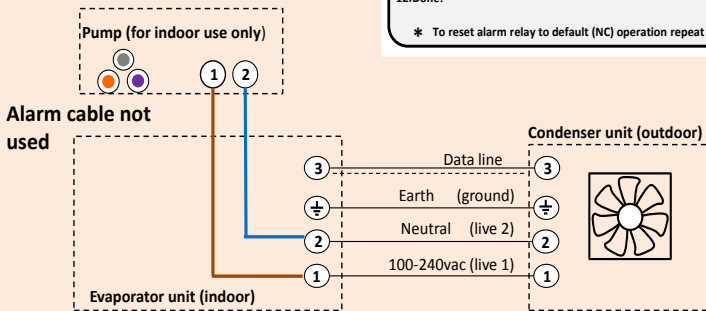 12.Done!
* To reset alarm relay to default (NC) operation repeat
Pump (for indoor use only)
1 2
Alarm cable not
used
Condenser unit (outdoor)
3 Data line 3
Earth (ground)
2 Neutral (live 2) 2
1 100-240vac (live 1) 1
Evaporator unit (indoor)